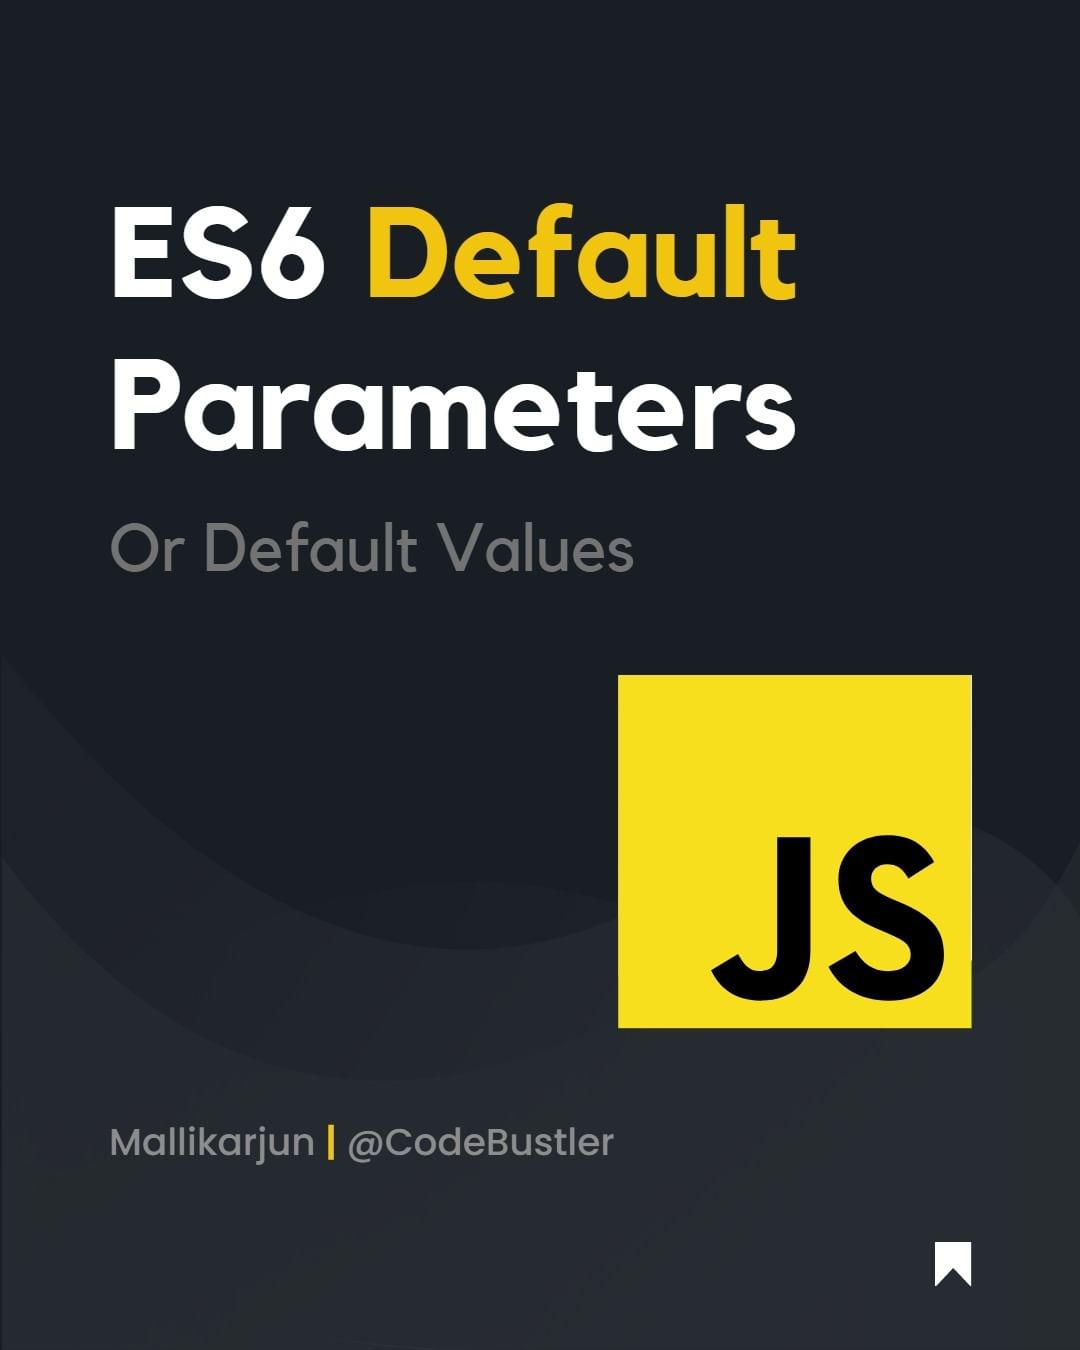 ES6 Default
Parameters
Or Default Values
JS
Mallikarjun | @CodeBustler